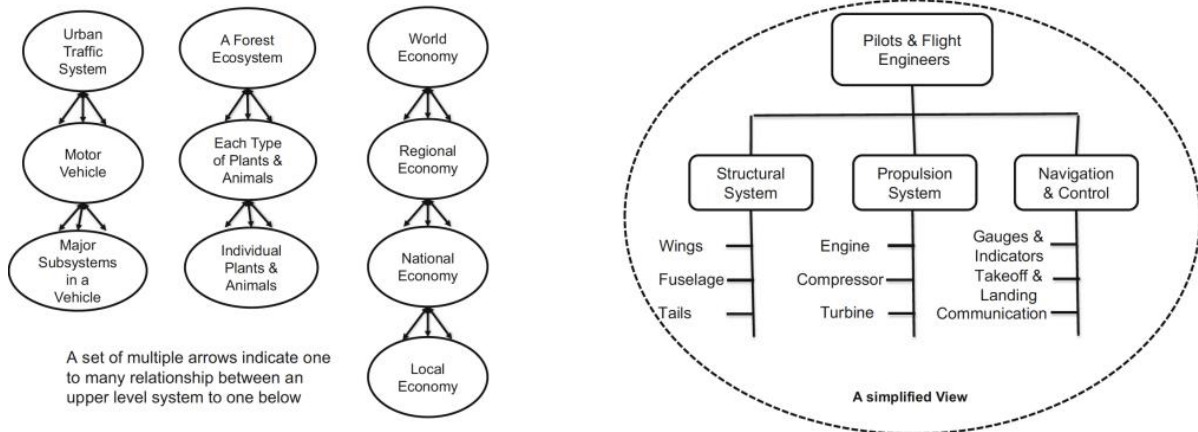 Urban
Traffic
System
A Forest
Ecosystem
World
Economy
Motor
Vehicle
Each Type
of Plants &
Animals
Regional
Economy
Major
Subsystems
in a
Vehicle
Individual
Plants &
Animals
National
Economy
Local
Economy
A set of multiple arrows indicate one
to many relationship between an
upper level system to one below
Pilots & Flight
Engineers
Structural
System
Propulsion
System
Navigation
& Control
Wings
Fuselage
Tails
Engine
Compressor
Turbine
Gauges &
Indicators
Takeoff &
Landing
Communication
A simplified View